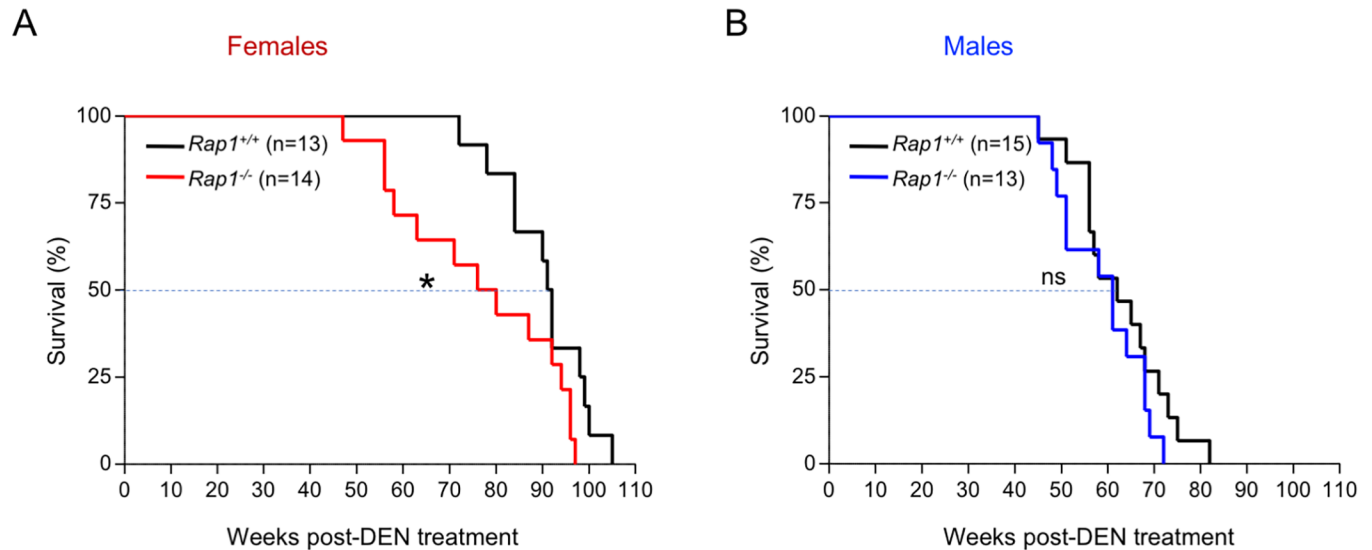 A
Females
Survival (%)
100
75
50
25
0
Rap1+/+ (n=13)
Rap1-/- (n=14)
*
0 10 20 30 40 50 60 70 80 90 100 110
Weeks post-DEN treatment
B
Males
Survival (%)
100
75
50
25
0
Rap1+/+ (n=15)
Rap1-/- (n=13)
ns
0 10 20 30 40 50 60 70 80 90 100 110
Weeks post-DEN treatment